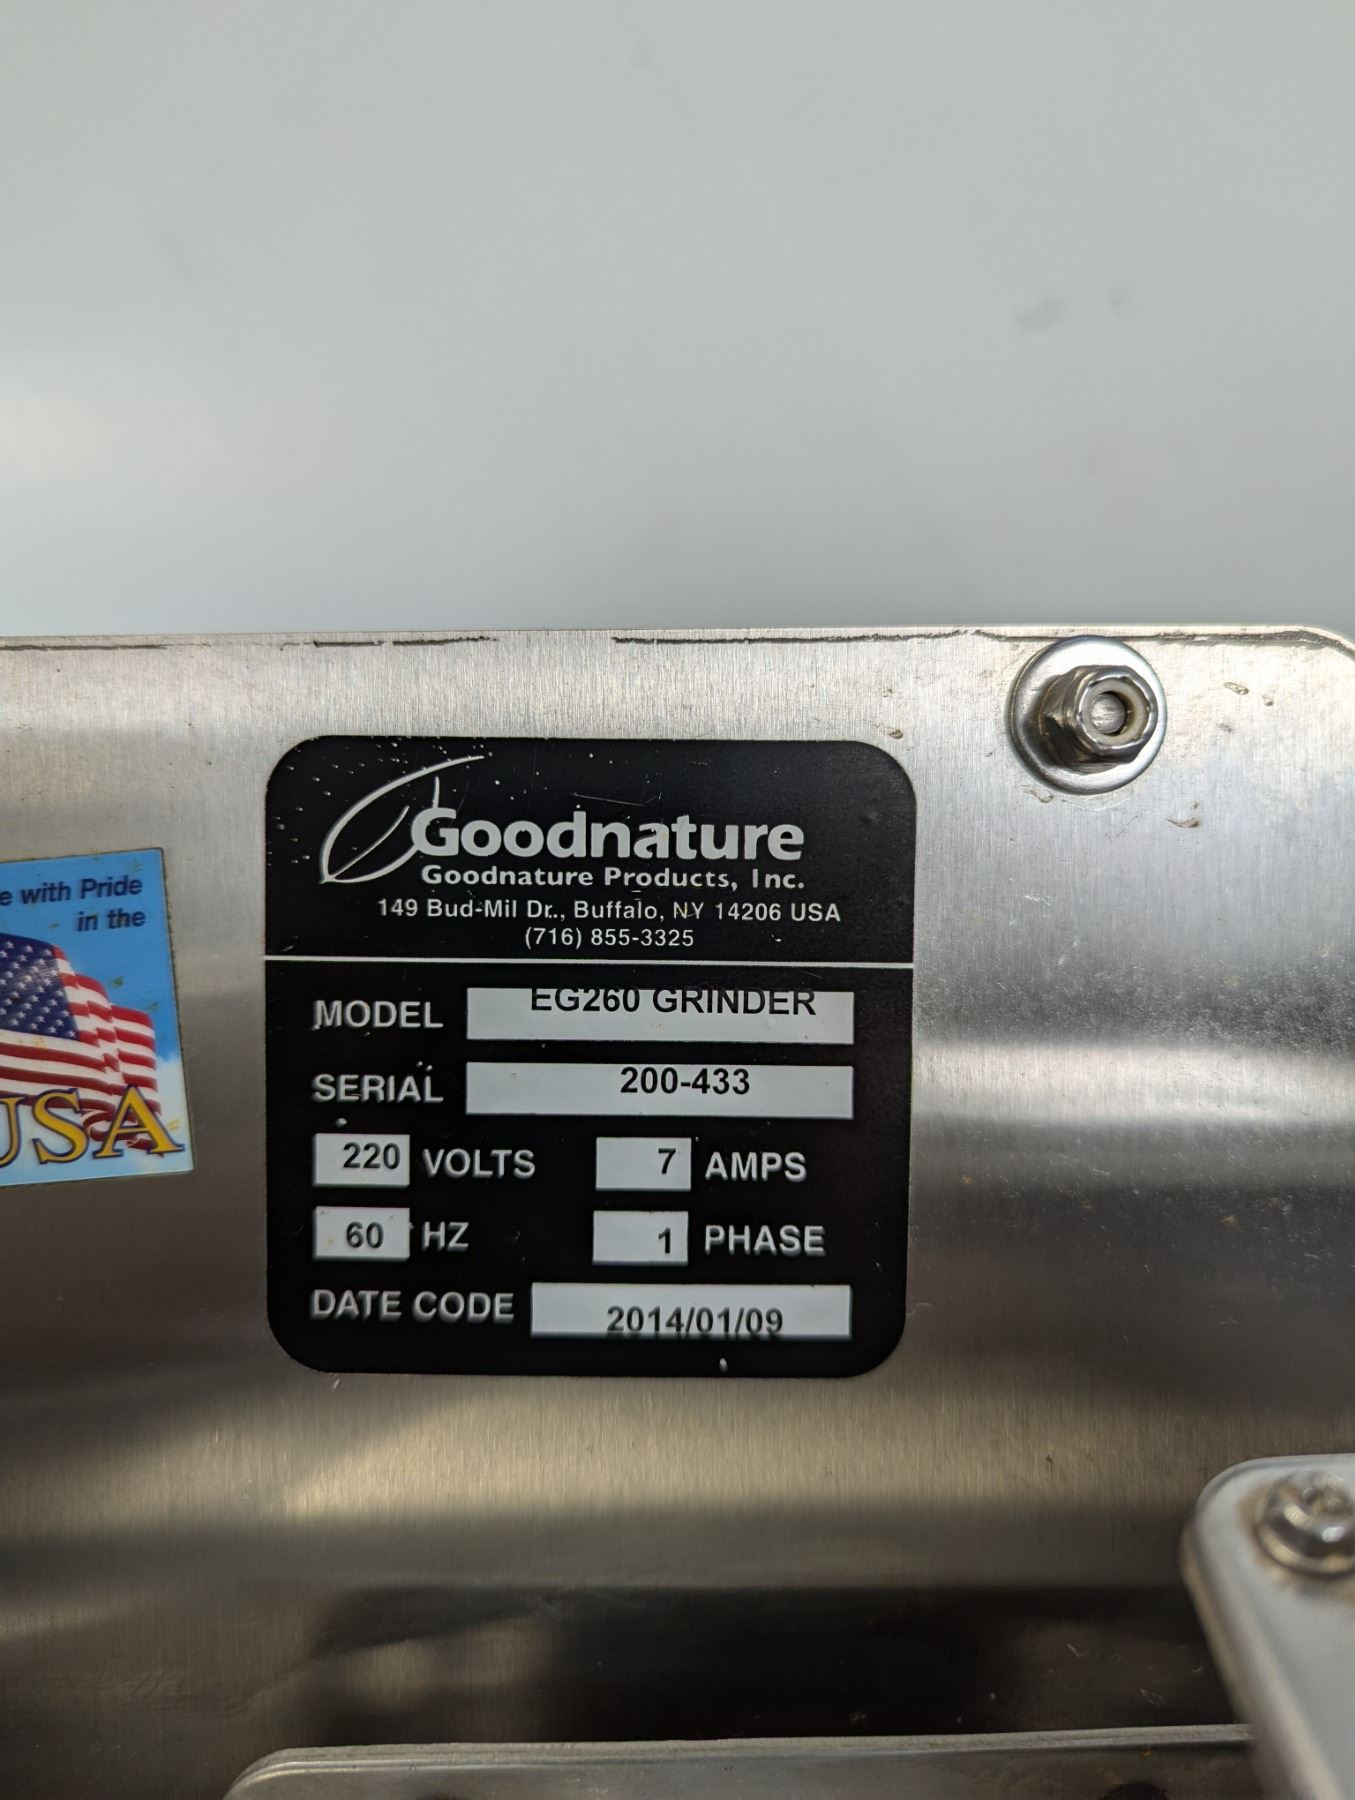 e with Pride
in the
USA
Goodnature
Goodnature Products, Inc.
149 Bud-Mil Dr., Buffalo, NY 14206 USA
(716) 855-3325
MODEL EG260 GRINDER
SERIAL 200-433
220 VOLTS 7 AMPS
60 HZ 1 PHASE
DATE CODE 2014/01/09